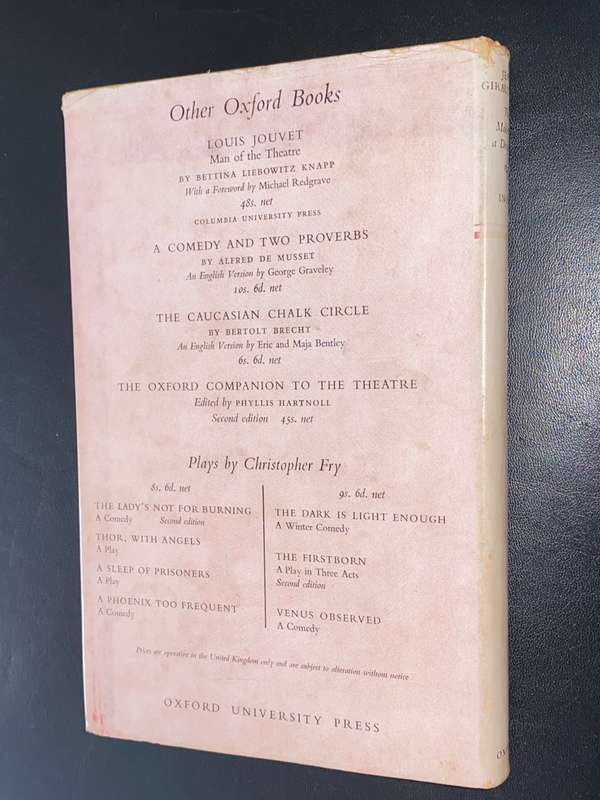 Other Oxford Books
LOUIS JOUVET
Man of the Theatre
BY BETTINA LIEBOWITZ KNAPP
With a Foreword by Michael Redgrave
48s. net
COLUMBIA UNIVERSITY PRESS
A COMEDY AND TWO PROVERBS
BY ALFRED DE MUSSET
An English Version by George Graveley
10s. 6d. net
THE CAUCASIAN CHALK CIRCLE
BY BERTOLT BRECHT
An English Version by Eric and Maja Bentley
6s. 6d. net
THE OXFORD COMPANION TO THE THEATRE
Edited by PHYLLIS HARTNOLL
Second edition 45s. net
Plays by Christopher Fry
8s. 6d. net
THE LADY'S NOT FOR BURNING
A Comedy Second edition
THOR, WITH ANGELS
A Play
A SLEEP OF PRISONERS
A Play
A PHOENIX TOO FREQUENT
A Comedy
9s. 6d. net
THE DARK IS LIGHT ENOUGH
A Winter Comedy
THE FIRSTBORN
A Play in Three Acts
Second edition
VENUS OBSERVED
A Comedy
Prices are operative in the United Kingdom only and are subject to alteration without notice
OXFORD UNIVERSITY PRESS